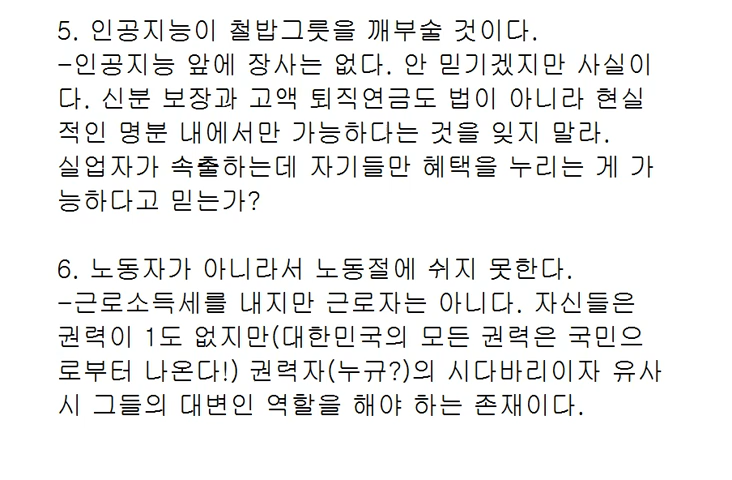 5. 인공지능이 철밥그릇을 깨부술 것이다.
-인공지능 앞에 장사는 없다. 안 믿기겠지만 사실이
다. 신분 보장과 고액 퇴직연금도 법이 아니라 현실
적인 명분 내에서만 가능하다는 것을 잊지 말라.
실업자가 속출하는데 자기들만 혜택을 누리는 게 가
능하다고 믿는가?
6. 노동자가 아니라서 노동절에 쉬지 못한다.
-근로소득세를 내지만 근로자는 아니다. 자신들은
권력이 1도 없지만(대한민국의 모든 권력은 국민으
로부터 나온다!) 권력자(누규?)의 시다바리이자 유사
시 그들의 대변인 역할을 해야 하는 존재이다.